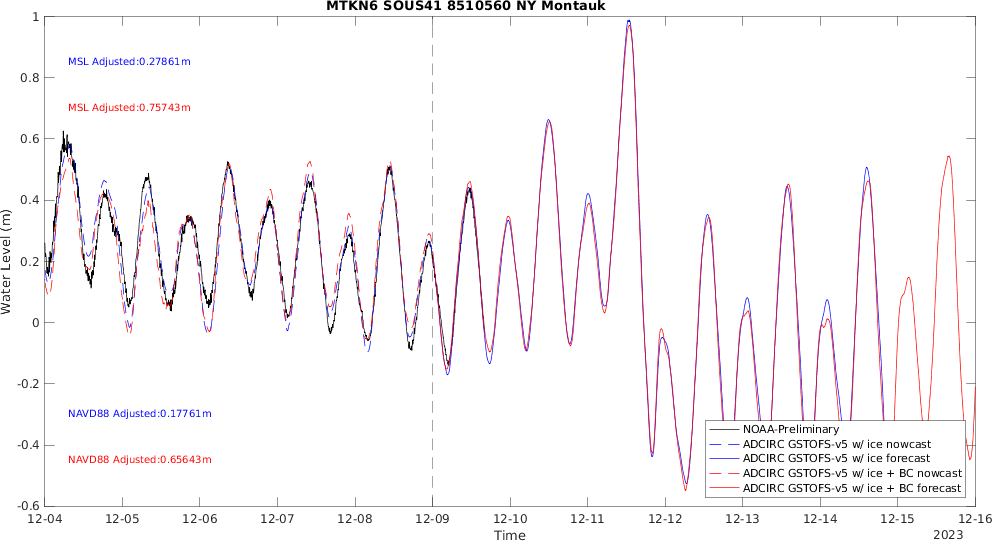 MTKN6 SOUS41 8510560 NY Montauk
1
0.8
0.6
0.4
0.2
0
-0.2
-0.4
-0.6
Water Level (m)
MSL Adjusted:0.27861m
MSL Adjusted:0.75743m
NAVD88 Adjusted:0.17761m
NAVD88 Adjusted:0.65643m
NOAA-Preliminary
ADCIRC GSTOFS-v5 w/ ice nowcast
ADCIRC GSTOFS-v5 w/ ice forecast
ADCIRC GSTOFS-v5 w/ ice + BC nowcast
ADCIRC GSTOFS-v5 w/ ice + BC forecast
12-04 12-05 12-06 12-07 12-08 12-09 12-10 12-11 12-12 12-13 12-14 12-15 12-16
Time
2023